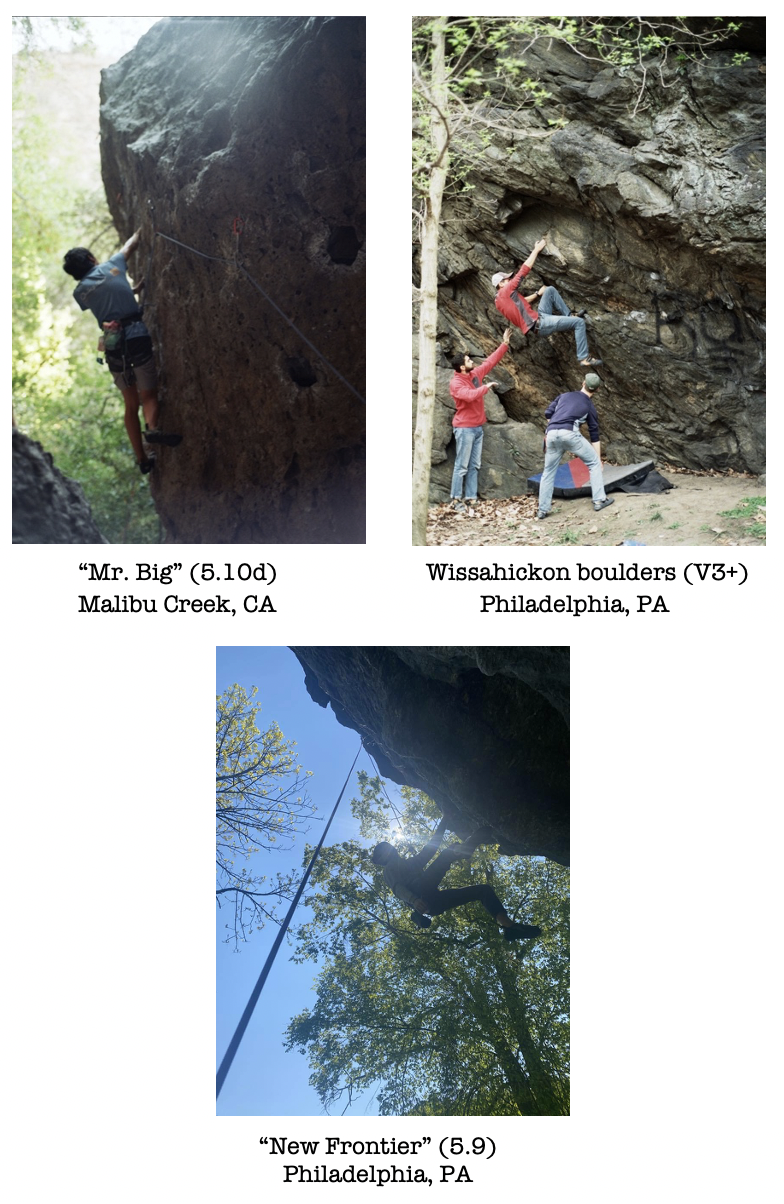 “Mr. Big” (5.10d)
Malibu Creek, CA
Wissahickon boulders (V3+)
Philadelphia, PA
“New Frontier” (5.9)
Philadelphia, PA